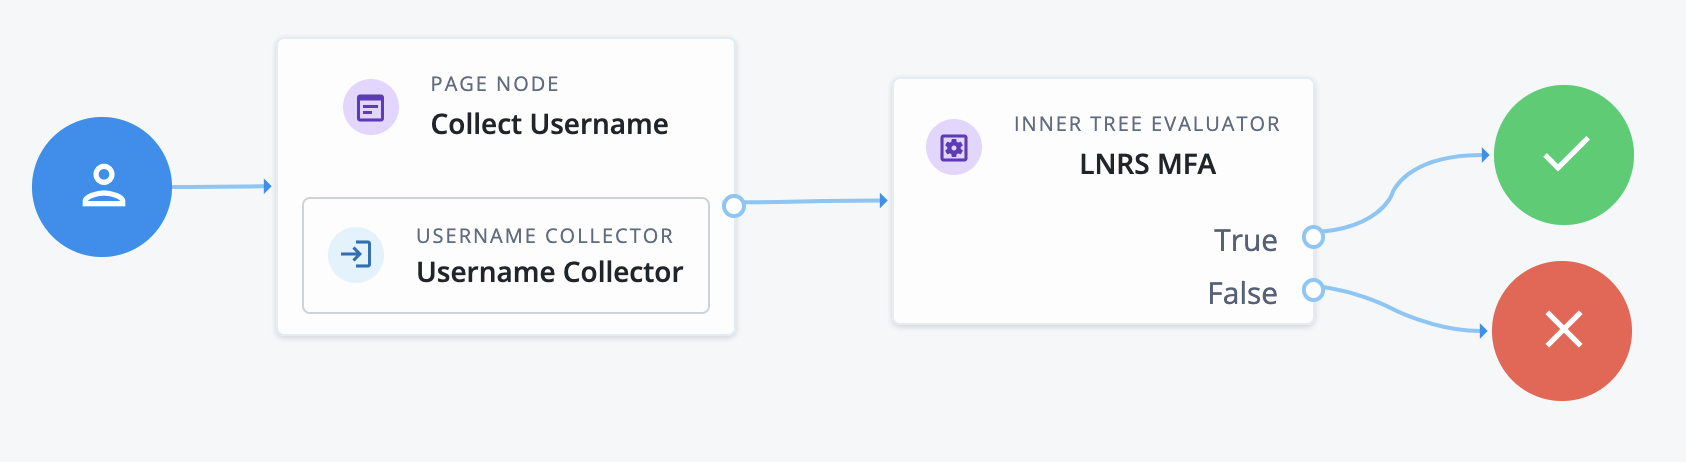 PAGE NODE
Collect Username
USERNAME COLLECTOR
Username Collector
INNER TREE EVALUATOR
LNRS MFA
True
False